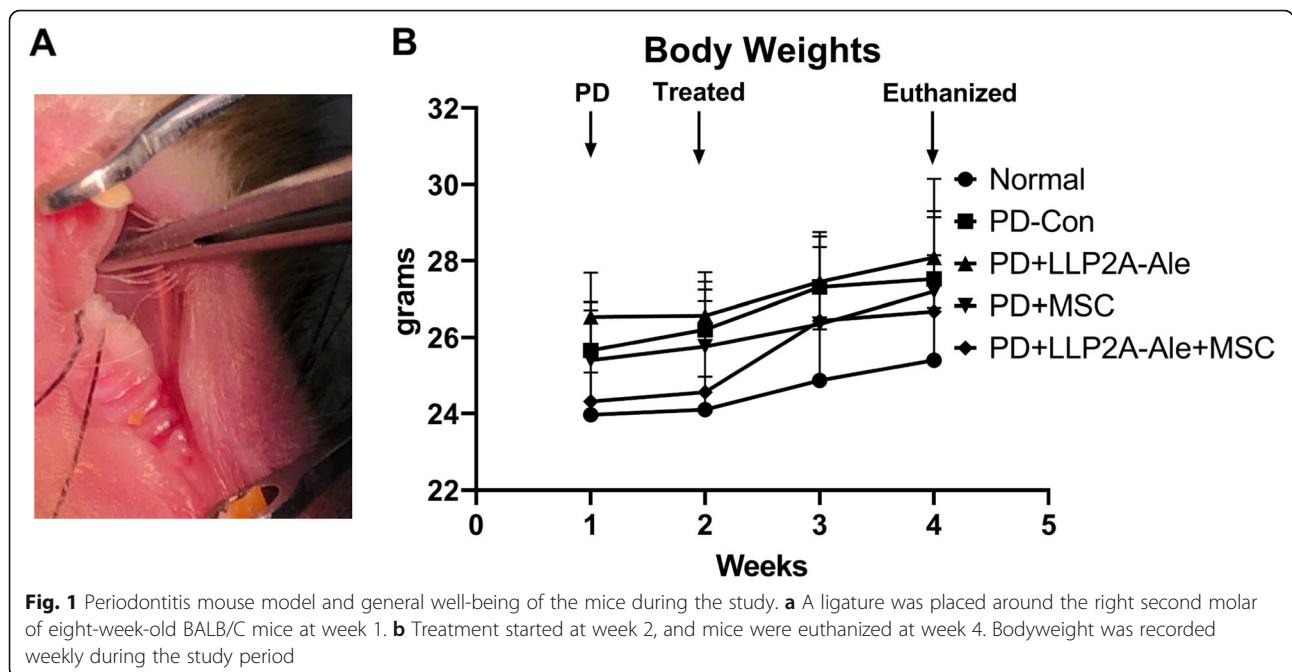 A
B
Body Weights
PD Treated Euthanized
32
30
28
26
24
22
grams
0 1 2 3 4 5
Weeks
Normal
PD-Con
PD+LLP2A-Ale
PD+MSC
PD+LLP2A-Ale+MSC
Fig. 1 Periodontitis mouse model and general well-being of the mice during the study. a A ligature was placed around the right second molar
of eight-week-old BALB/C mice at week 1. b Treatment started at week 2, and mice were euthanized at week 4. Bodyweight was recorded
weekly during the study period